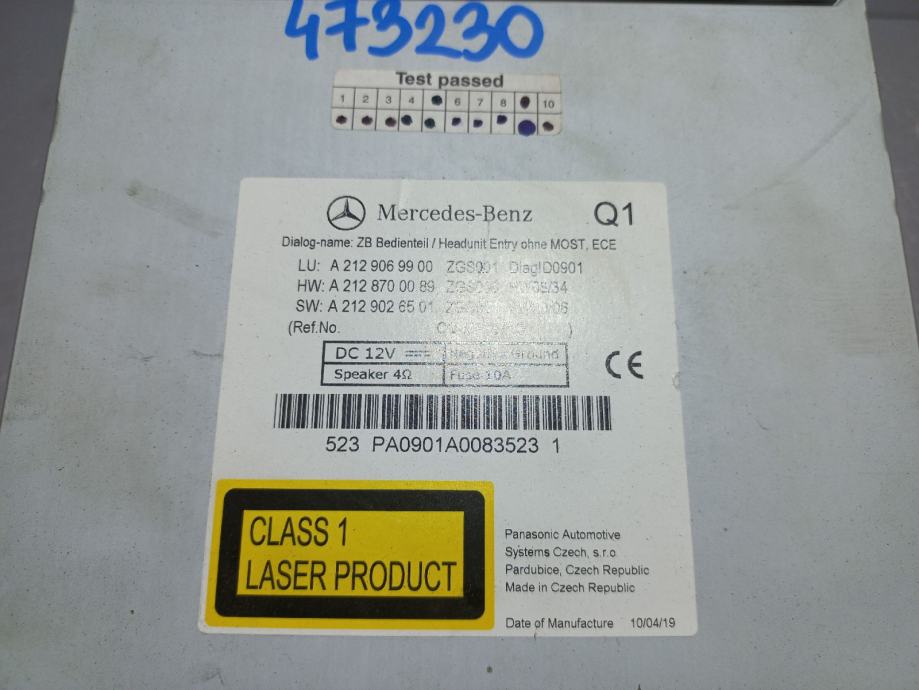 473230
Test passed
1 2 3 4 6 7 8 10
Mercedes-Benz Q1
Dialog-name: ZB Bedienteil / Headunit Entry ohne MOST, ECE
LU: A 212 906 99 00 ZGS001 DiagID0901
HW: A 212 870 00 89
SW: A 212 902 65 01
(Ref.No. )
DC 12V Negative Ground
Speaker 4Ω Fuse 10A
CE
523 PA0901A0083523 1
CLASS 1
LASER PRODUCT
Panasonic Automotive
Systems Czech, s.r.o
Pardubice, Czech Republic
Made in Czech Republic
Date of Manufacture 10/04/19